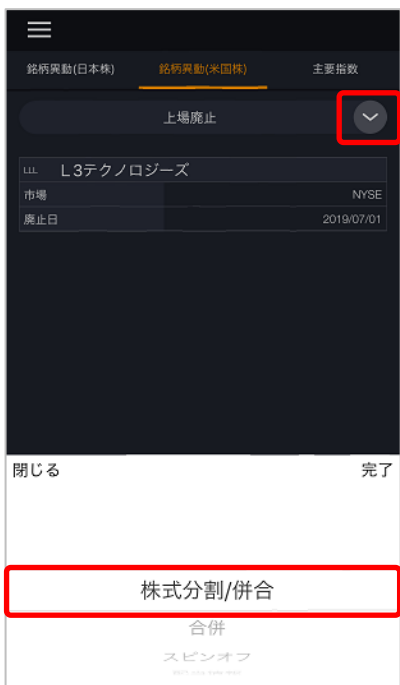 銘柄異動(日本株) 銘柄異動(米国株) 主要指数
上場廃止
LLL L3テクノロジーズ
市場 NYSE
廃止日 2019/07/01
閉じる 完了
株式分割/併合
合併
スピンオフ